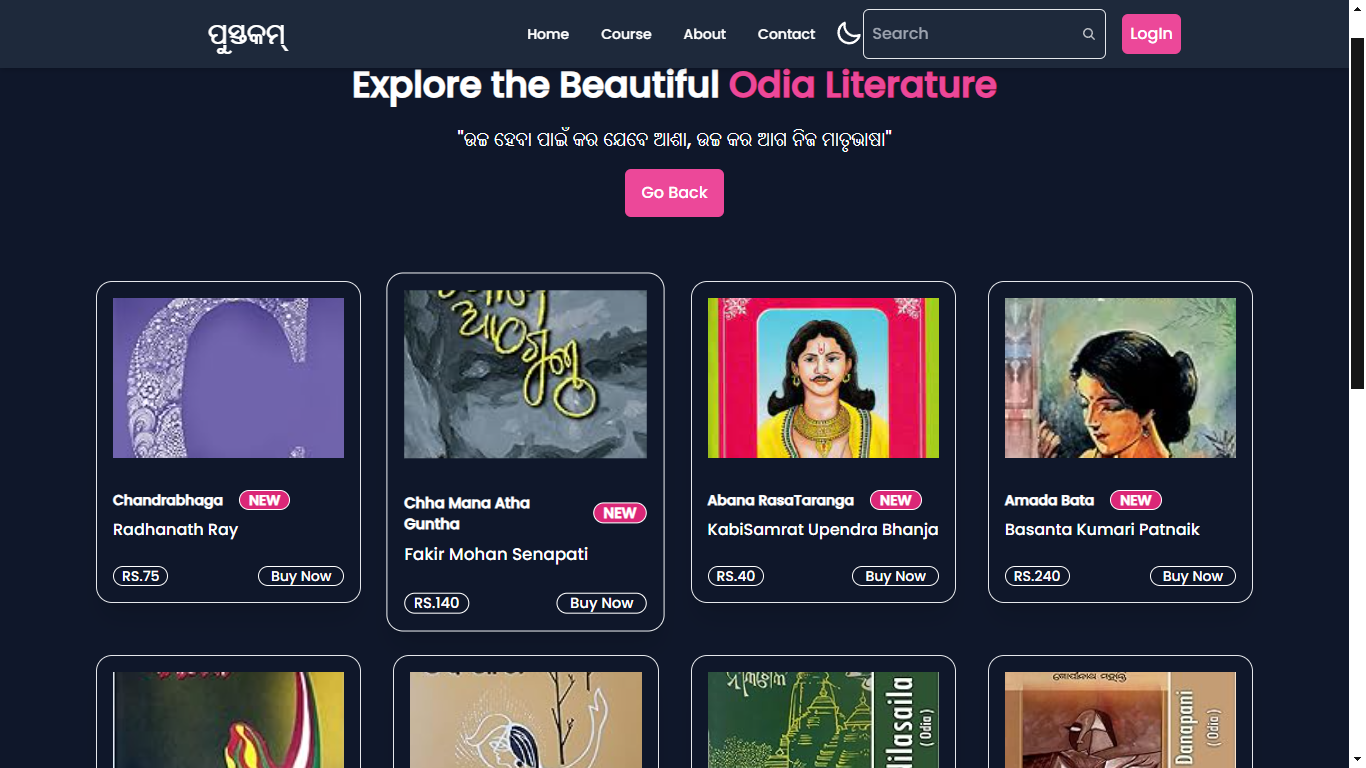 ପୁସ୍ତକମ୍
Home Course About Contact Search LogIn
Explore the Beautiful Odia Literature
"ଉଚ୍ଚ ହେବା ପାଇଁ କର ଯେବେ ଆଶା, ଉଚ୍ଚ କର ଆଗ ନିଜ ମାତୃଭାଷା"
Go Back
Chandrabhaga NEW
Radhanath Ray
RS.75 Buy Now
ଆଠଗୁଣ୍ଠ
Chha Mana Atha
Guntha NEW
Fakir Mohan Senapati
RS.140 Buy Now
Abana RasaTaranga NEW
KabiSamrat Upendra Bhanja
RS.40 Buy Now
Amada Bata NEW
Basanta Kumari Patnaik
RS.240 Buy Now
ନୀଳଶୈଳ
Nilasaila
(Odia)
ଗୋପୀନାଥ ମହାନ୍ତି
Danapani
(Odia)